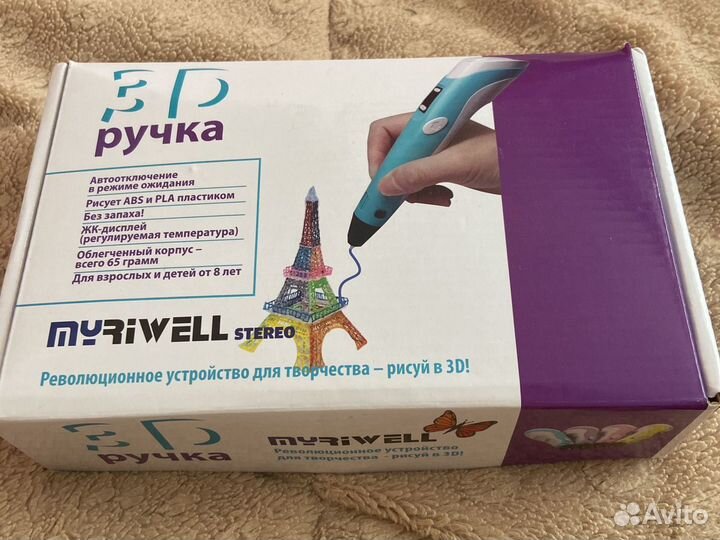 3D
ручка
Автоотключение
в режиме ожидания
Рисует ABS и PLA пластиком
Без запаха!
ЖК-дисплей
(регулируемая температура)
Облегченный корпус –
всего 65 грамм
Для взрослых и детей от 8 лет
MYRIWELL STEREO
Революционное устройство для творчества – рисуй в 3D!
3D
ручка
MYRIWELL
Революционное устройство
для творчества - рисуй в 3D!
Avito